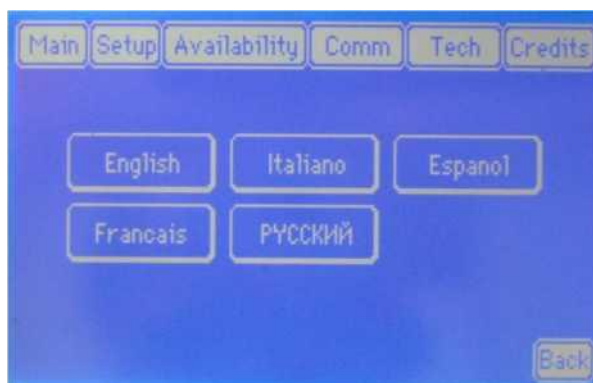 Main Setup Availability Comm Tech Credits
English Italiano Espanol
Francais РУССКИЙ
Back